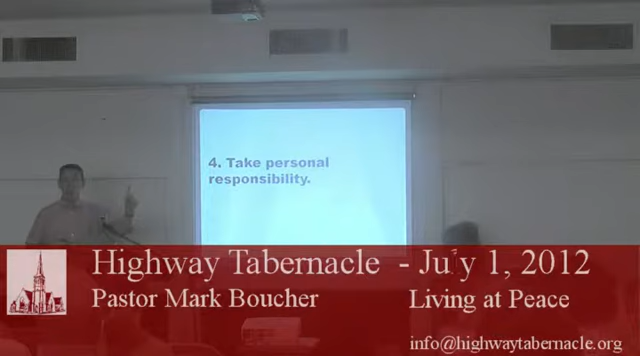 4. Take personal
responsibility.
Highway Tabernacle - July 1, 2012
Pastor Mark Boucher
Living at Peace
info@highwaytabernacle.org